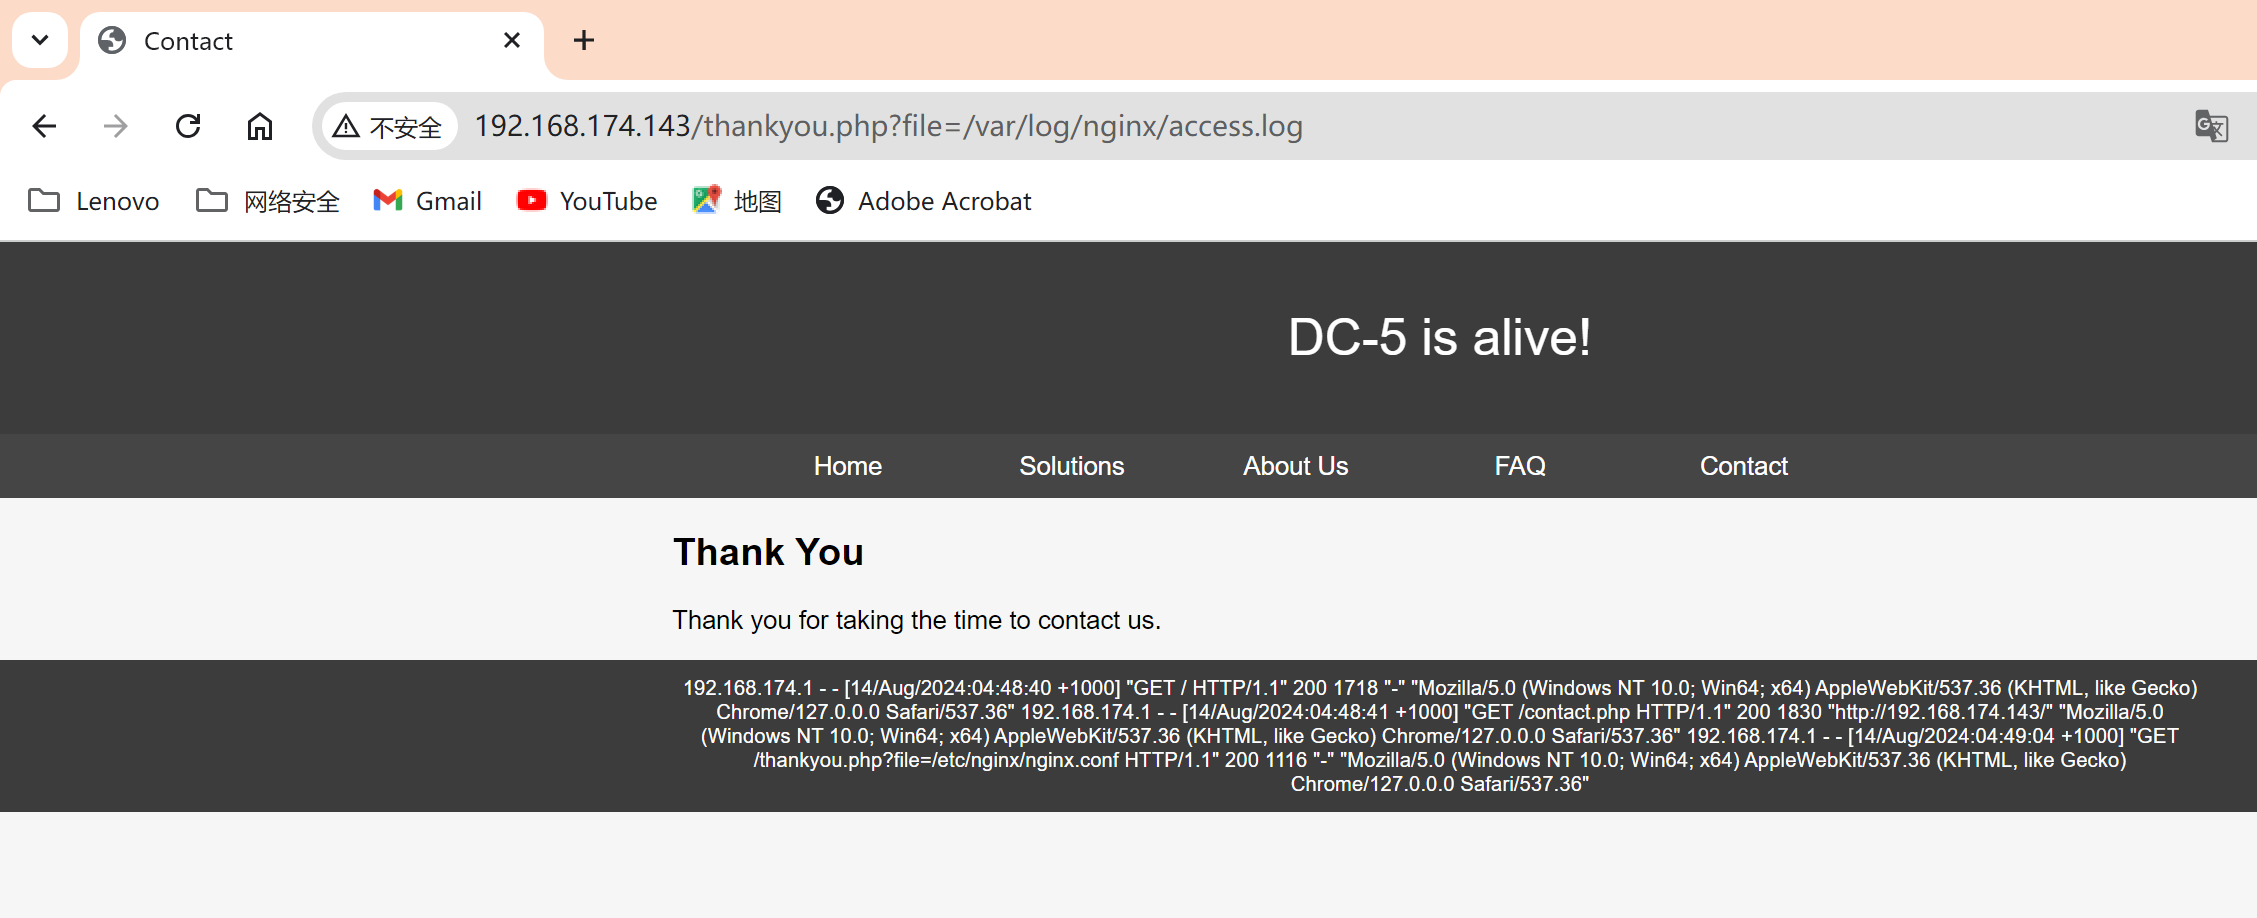 Contact
不安全 192.168.174.143/thankyou.php?file=/var/log/nginx/access.log
Lenovo 网络安全 Gmail YouTube 地图 Adobe Acrobat
DC-5 is alive!
Home Solutions About Us FAQ Contact
Thank You
Thank you for taking the time to contact us.
192.168.174.1 - - [14/Aug/2024:04:48:40 +1000] "GET / HTTP/1.1" 200 1718 "-" "Mozilla/5.0 (Windows NT 10.0; Win64; x64) AppleWebKit/537.36 (KHTML, like Gecko)
Chrome/127.0.0.0 Safari/537.36" 192.168.174.1 - - [14/Aug/2024:04:48:41 +1000] "GET /contact.php HTTP/1.1" 200 1830 "http://192.168.174.143/" "Mozilla/5.0
(Windows NT 10.0; Win64; x64) AppleWebKit/537.36 (KHTML, like Gecko) Chrome/127.0.0.0 Safari/537.36" 192.168.174.1 - - [14/Aug/2024:04:49:04 +1000] "GET
/thankyou.php?file=/etc/nginx/nginx.conf HTTP/1.1" 200 1116 "-" "Mozilla/5.0 (Windows NT 10.0; Win64; x64) AppleWebKit/537.36 (KHTML, like Gecko)
Chrome/127.0.0.0 Safari/537.36"